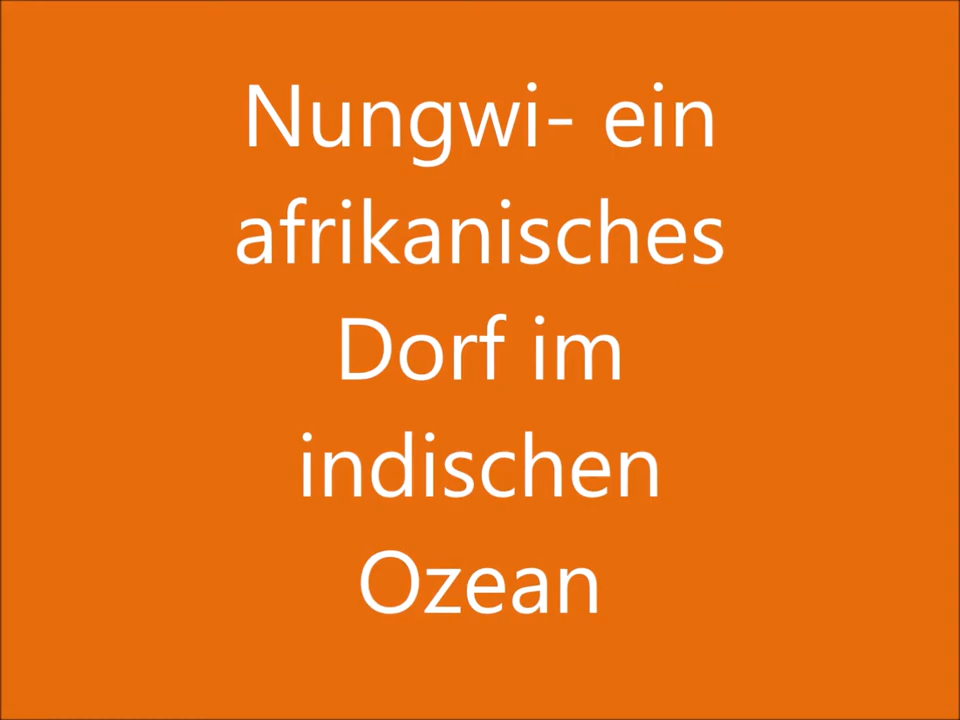 Nungwi- ein
afrikanisches
Dorf im
indischen
Ozean